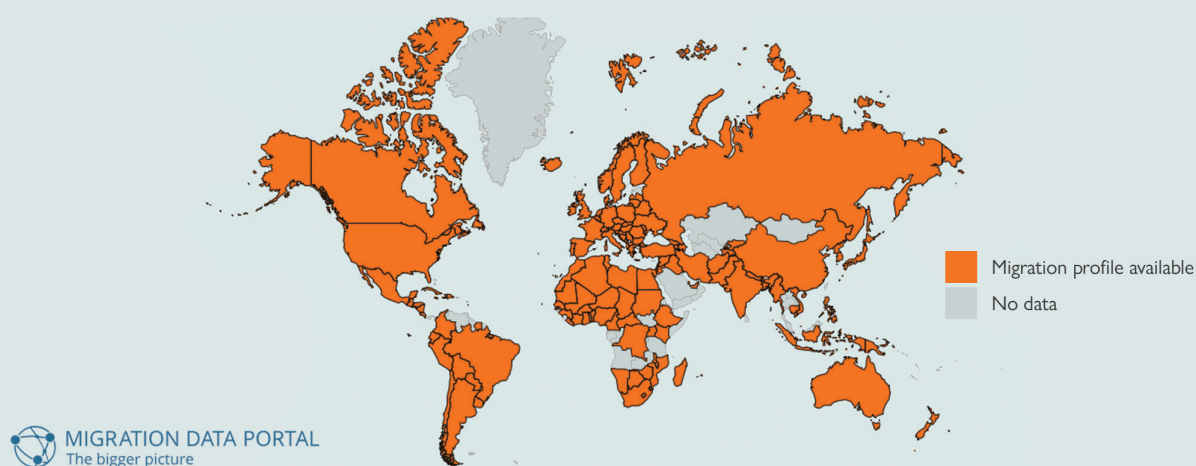 Migration profile available
No data
MIGRATION DATA PORTAL
The bigger picture